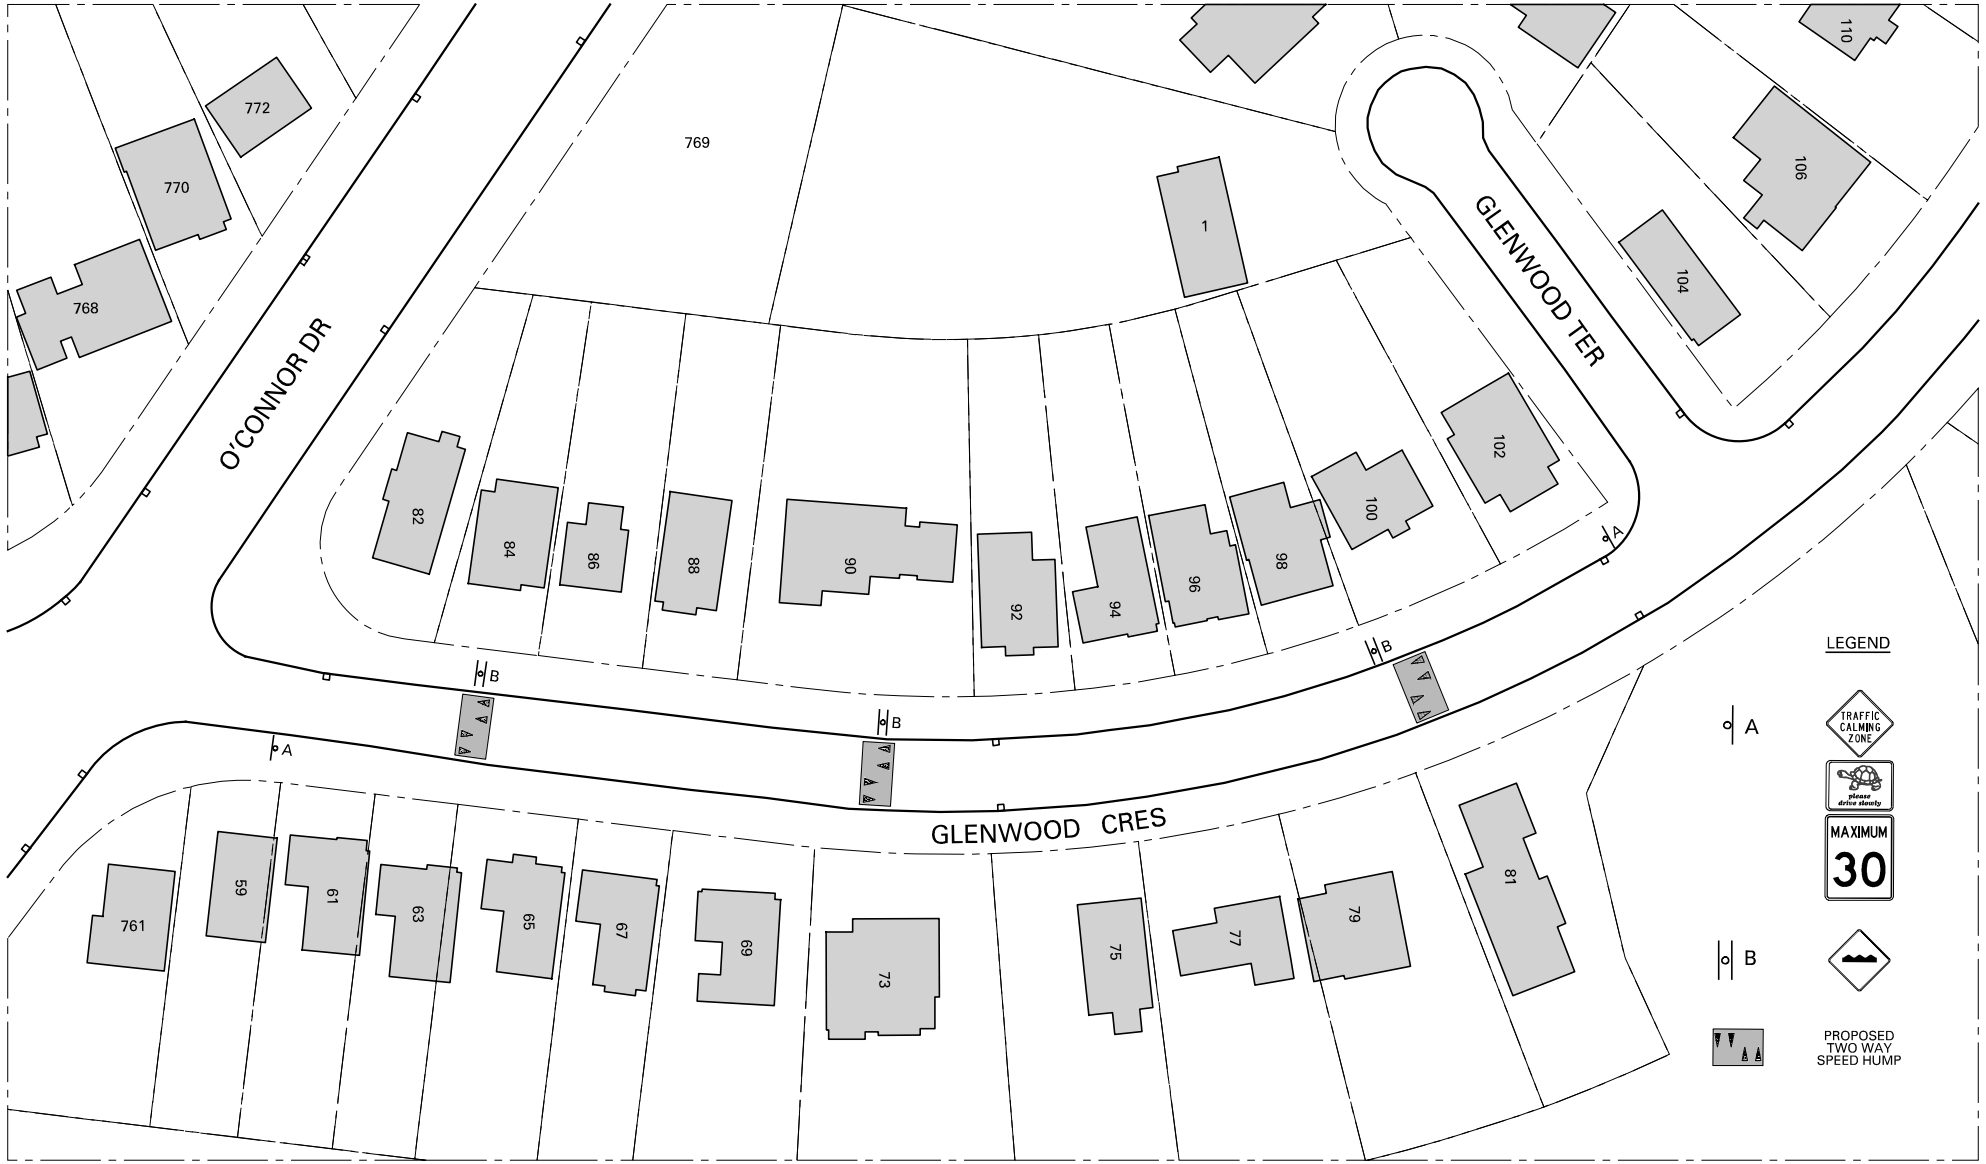 110
772
769
770
106
1
GLENWOOD TER
104
768
O'CONNOR DR
102
82
100
84
86
88
90
98
96
94
92
A
B
B
B
A
GLENWOOD CRES
761
59
61
63
65
67
69
73
75
77
79
81
LEGEND
A
TRAFFIC
CALMING
ZONE
please
drive slowly
MAXIMUM
30
B
PROPOSED
TWO WAY
SPEED HUMP